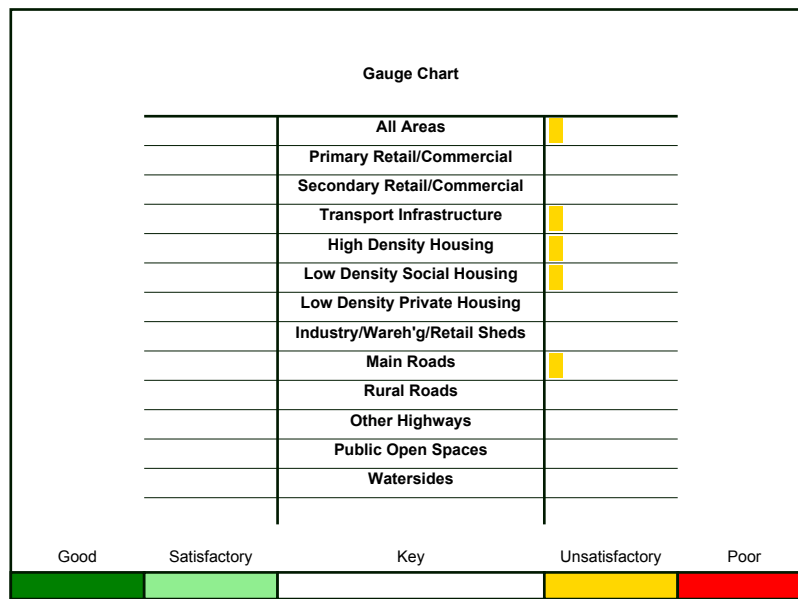 Gauge Chart
All Areas
Primary Retail/Commercial
Secondary Retail/Commercial
Transport Infrastructure
High Density Housing
Low Density Social Housing
Low Density Private Housing
Industry/Wareh'g/Retail Sheds
Main Roads
Rural Roads
Other Highways
Public Open Spaces
Watersides
Good Satisfactory Key Unsatisfactory Poor